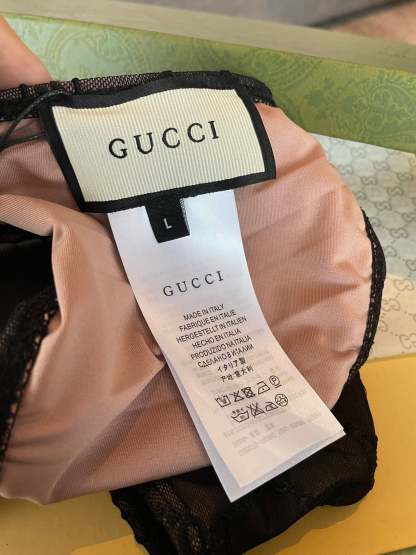 GUCCI
L
GUCCI
MADE IN ITALY
FABRIQUÉ EN ITALIE
HERGESTELLT IN ITALIEN
HECHO EN ITALIA
PRODUZIDO NA ITÁLIA
СДЕЛАНО В ИТАЛИИ
イタリア製